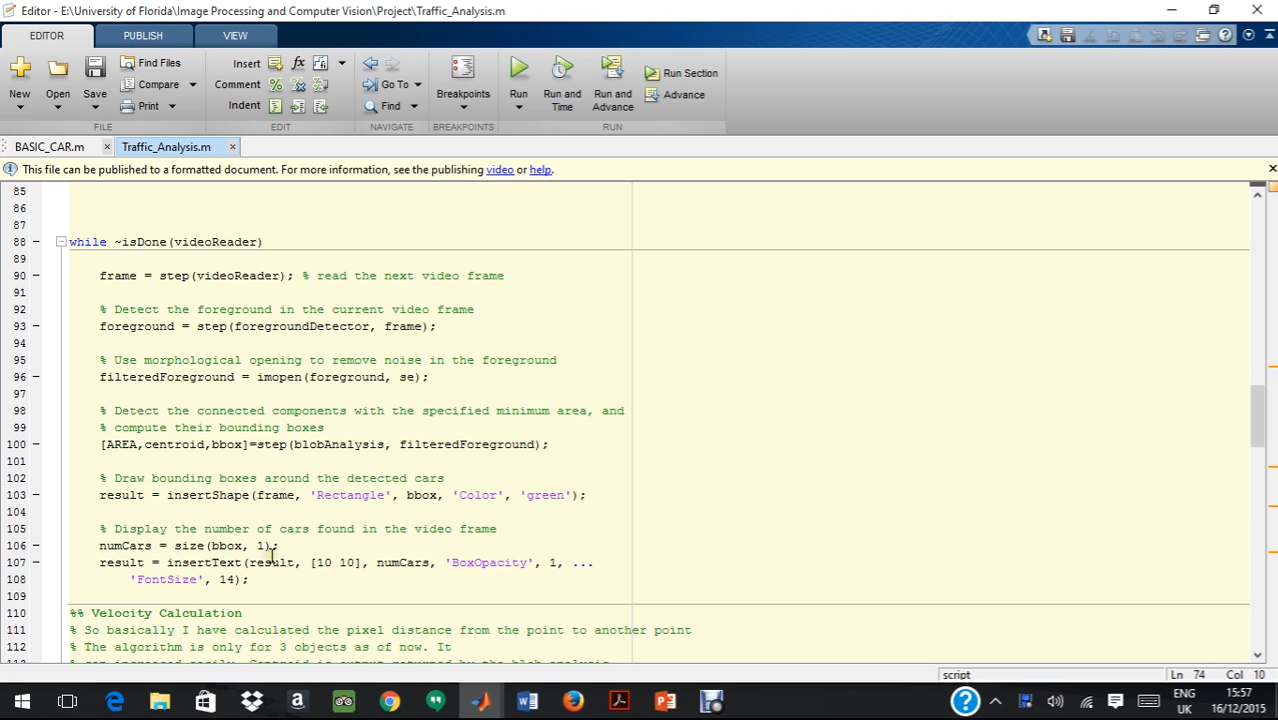 Editor - E:\University of Florida\Image Processing and Computer Vision\Project\Traffic_Analysis.m
EDITOR PUBLISH VIEW
New Open Save Find Files Compare Print
Insert Comment Indent
Go To Find
Breakpoints
Run Run and Time Run and Advance Run Section Advance
FILE EDIT NAVIGATE BREAKPOINTS RUN
BASIC_CAR.m Traffic_Analysis.m
This file can be published to a formatted document. For more information, see the publishing video or help.
85
86
87
88 while ~isDone(videoReader)
89
90 frame = step(videoReader); % read the next video frame
91
92 % Detect the foreground in the current video frame
93 foreground = step(foregroundDetector, frame);
94
95 % Use morphological opening to remove noise in the foreground
96 filteredForeground = imopen(foreground, se);
97
98 % Detect the connected components with the specified minimum area, and
99 % compute their bounding boxes
100 [AREA,centroid,bbox]=step(blobAnalysis, filteredForeground);
101
102 % Draw bounding boxes around the detected cars
103 result = insertShape(frame, 'Rectangle', bbox, 'Color', 'green');
104
105 % Display the number of cars found in the video frame
106 numCars = size(bbox, 1);
107 result = insertText(result, [10 10], numCars, 'BoxOpacity', 1, ...
108 'FontSize', 14);
109
110 %% Velocity Calculation
111 % So basically I have calculated the pixel distance from the point to another point
112 % The algorithm is only for 3 objects as of now. It
script Ln 74 Col 10
ENG 15:57
UK 16/12/2015